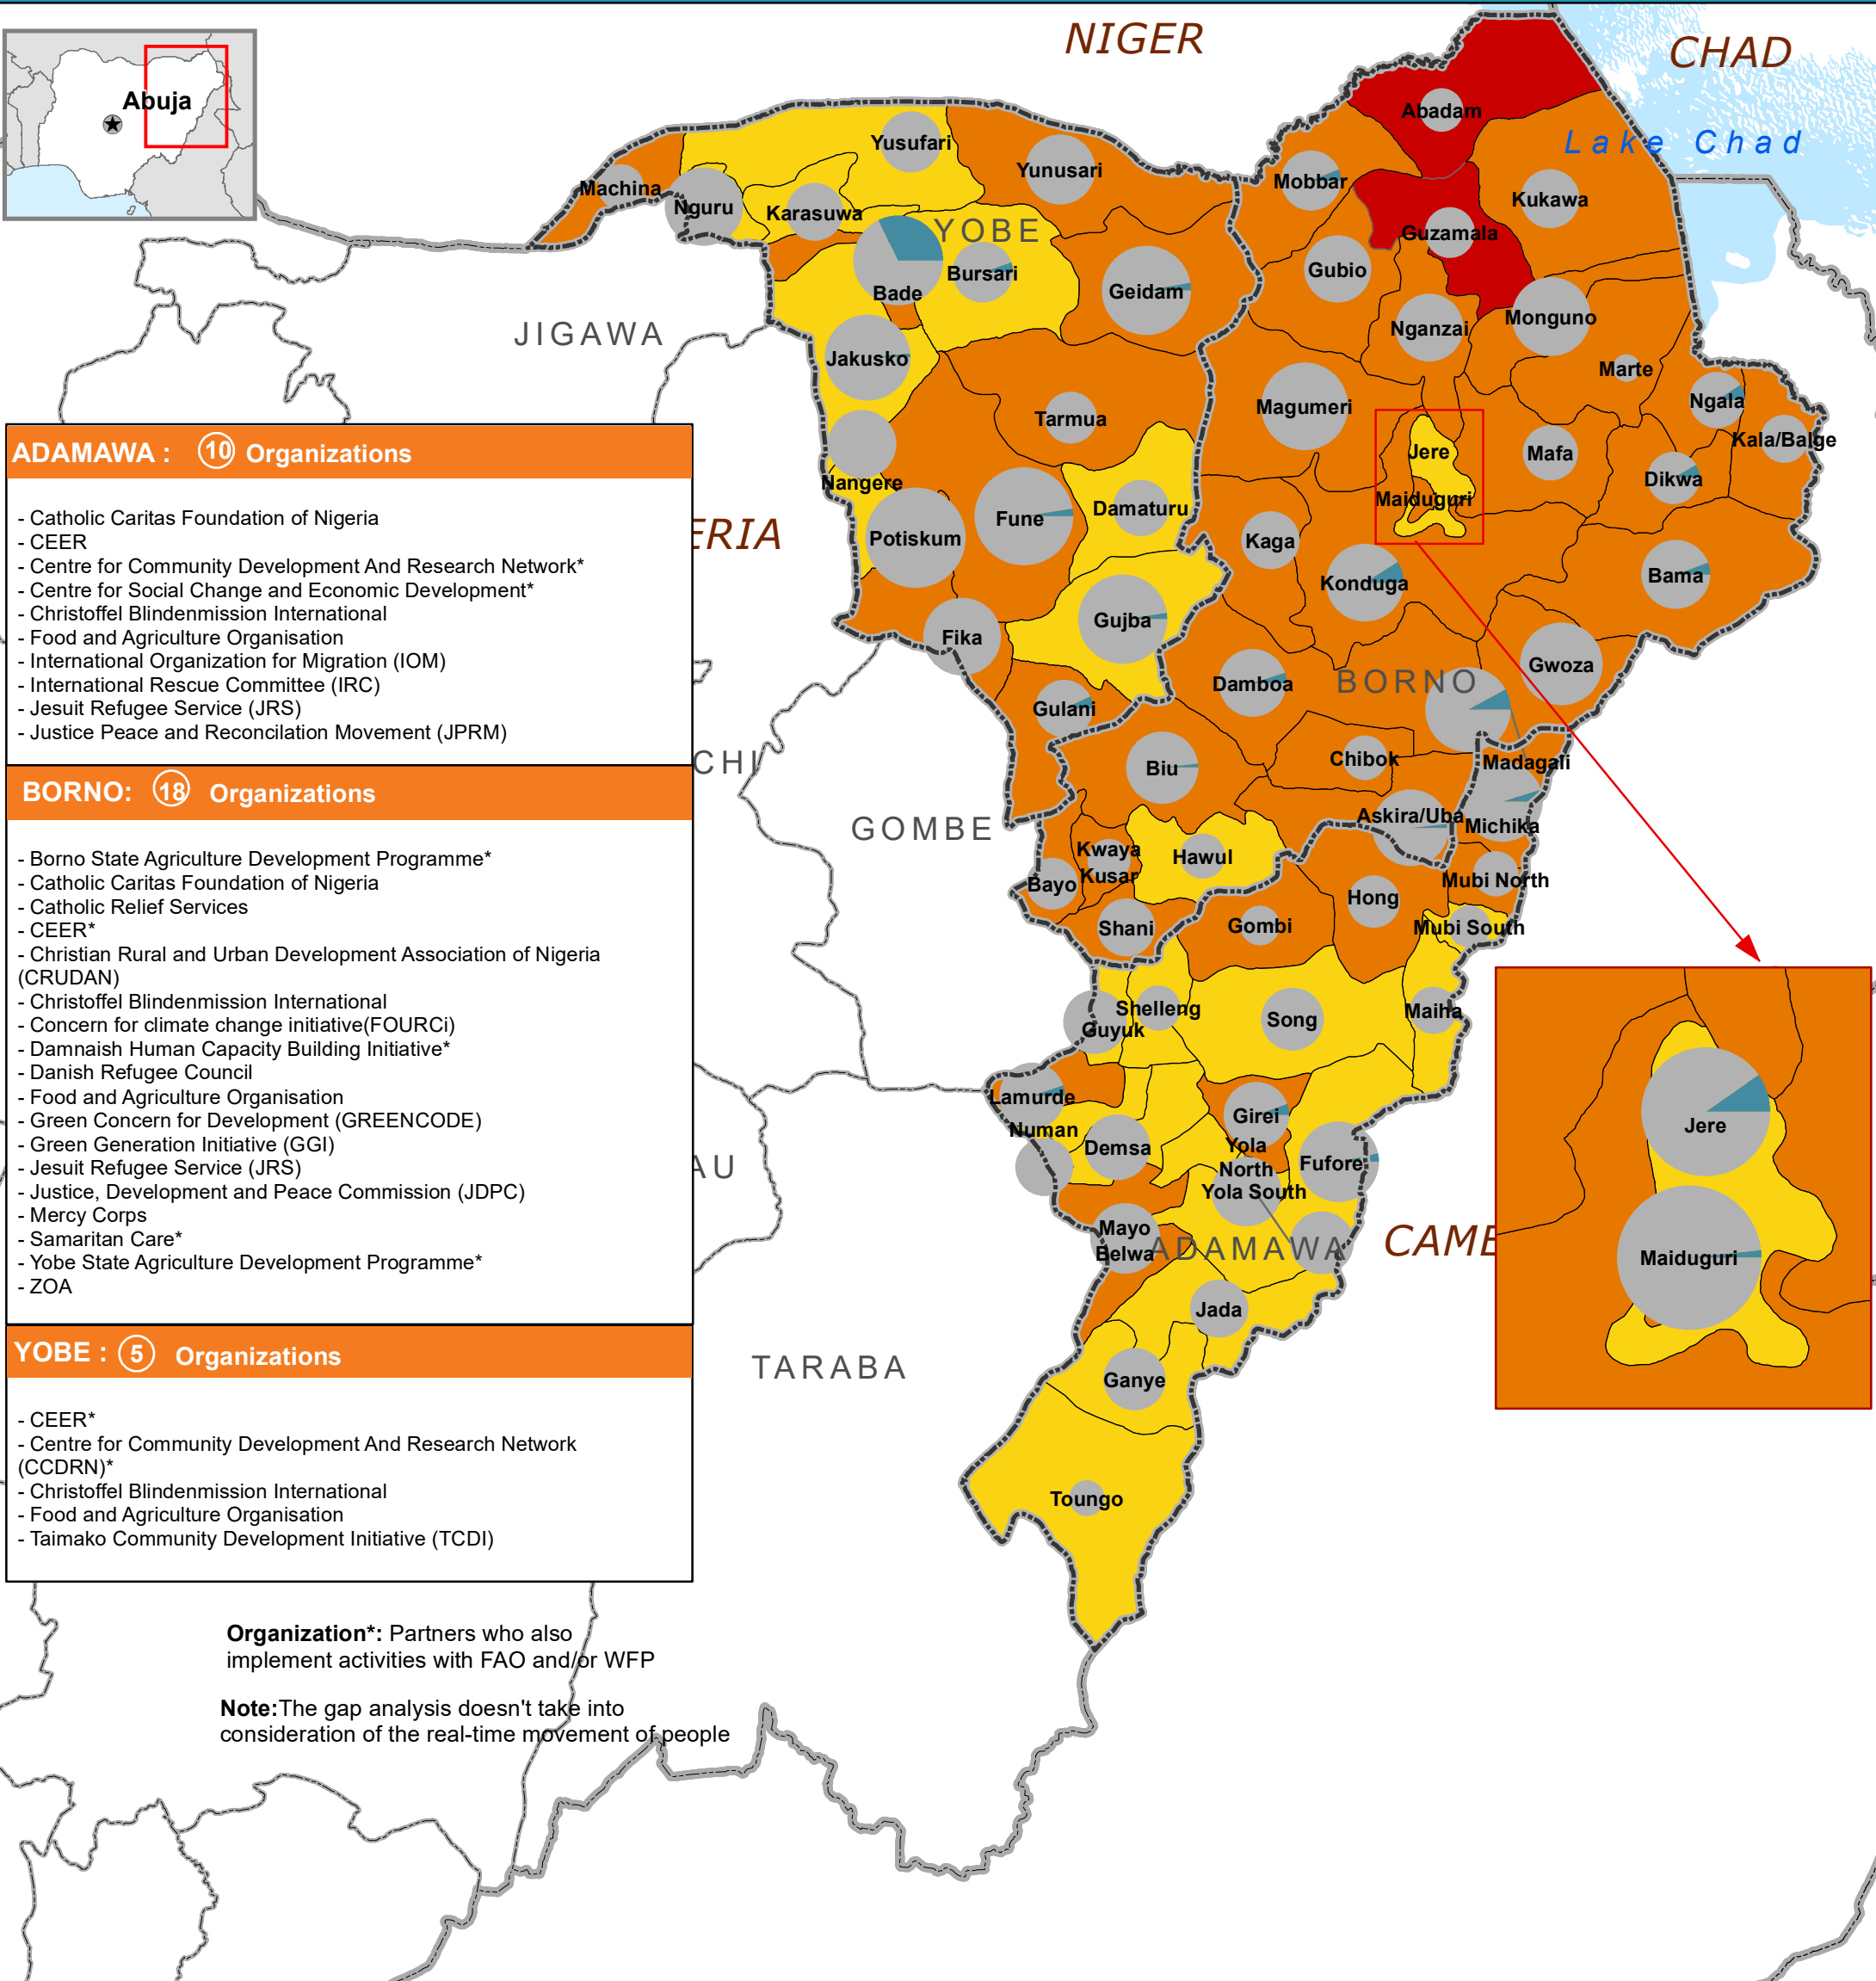 NIGER
CHAD
Abuja
Lake Chad
Abadam
Yusufari
Yunusari
Mobbar
Machina
Nguru
Karasuwa
Kukawa
YOBE
Guzamala
Bursari
Gubio
Bade
Geidam
JIGAWA
Nganzai
Monguno
Jakusko
Marte
Magumeri
Ngala
Tarmua
Kala/Balge
Jere
Mafa
Nangere
Dikwa
Maiduguri
Damaturu
Fune
ERIA
Potiskum
Kaga
Konduga
Bama
Gujba
Fika
Gwoza
Damboa
BORNO
Gulani
CHI
Biu
Chibok
Madagali
GOMBE
Askira/Uba
Michika
Kwaya
Kusar
Hawul
Bayo
Mubi North
Hong
Shani
Gombi
Mubi South
Shelleng
Guyuk
Song
Maiha
Lamurde
Girei
Numan
Demsa
Yola
North
Yola South
Fufore
AU
Mayo
Belwa
ADAMAWA
CAME
Jada
TARABA
Ganye
Toungo
Jere
Maiduguri
ADAMAWA : 10 Organizations
- Catholic Caritas Foundation of Nigeria
- CEER
- Centre for Community Development And Research Network*
- Centre for Social Change and Economic Development*
- Christoffel Blindenmission International
- Food and Agriculture Organisation
- International Organization for Migration (IOM)
- International Rescue Committee (IRC)
- Jesuit Refugee Service (JRS)
- Justice Peace and Reconcilation Movement (JPRM)
BORNO: 18 Organizations
- Borno State Agriculture Development Programme*
- Catholic Caritas Foundation of Nigeria
- Catholic Relief Services
- CEER*
- Christian Rural and Urban Development Association of Nigeria
(CRUDAN)
- Christoffel Blindenmission International
- Concern for climate change initiative(FOURCi)
- Damnaish Human Capacity Building Initiative*
- Danish Refugee Council
- Food and Agriculture Organisation
- Green Concern for Development (GREENCODE)
- Green Generation Initiative (GGI)
- Jesuit Refugee Service (JRS)
- Justice, Development and Peace Commission (JDPC)
- Mercy Corps
- Samaritan Care*
- Yobe State Agriculture Development Programme*
- ZOA
YOBE : 5 Organizations
- CEER*
- Centre for Community Development And Research Network
(CCDRN)*
- Christoffel Blindenmission International
- Food and Agriculture Organisation
- Taimako Community Development Initiative (TCDI)
Organization*: Partners who also
implement activities with FAO and/or WFP
Note:The gap analysis doesn't take into
consideration of the real-time movement of people